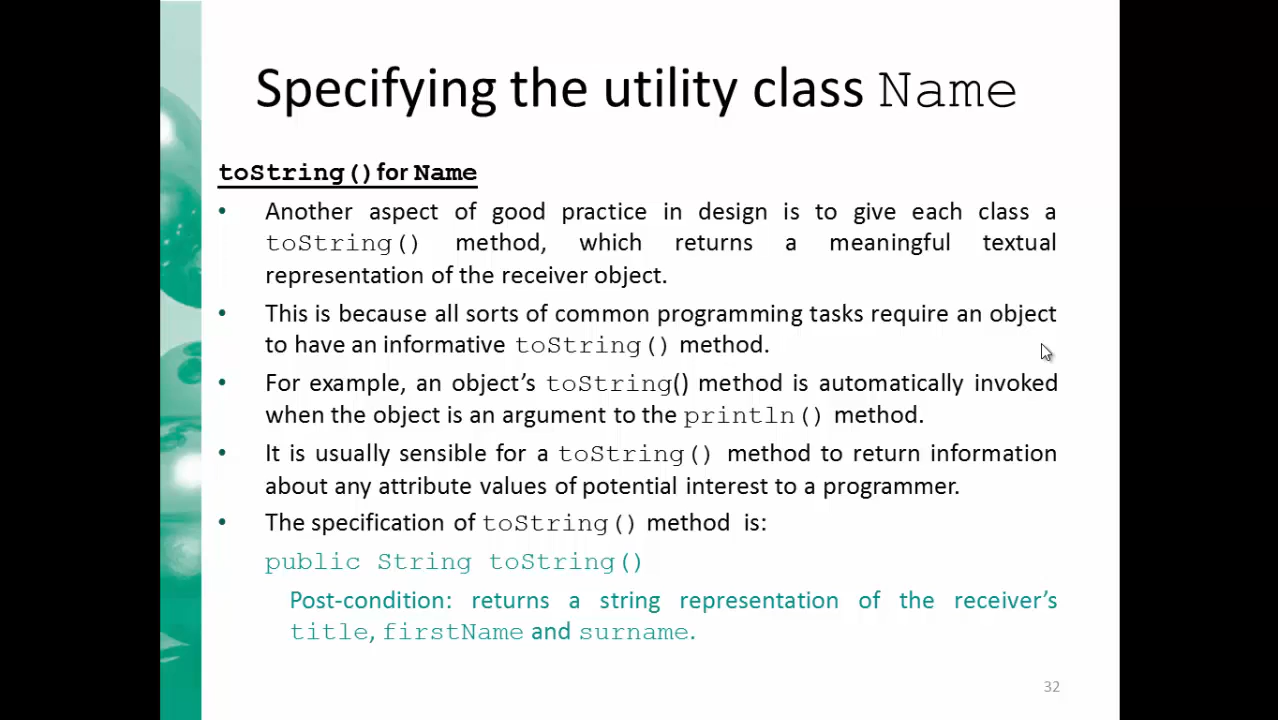 Specifying the utility class Name
toString() for Name
• Another aspect of good practice in design is to give each class a
toString() method, which returns a meaningful textual
representation of the receiver object.
• This is because all sorts of common programming tasks require an object
to have an informative toString() method.
• For example, an object’s toString() method is automatically invoked
when the object is an argument to the println() method.
• It is usually sensible for a toString() method to return information
about any attribute values of potential interest to a programmer.
• The specification of toString() method is:
public String toString()
Post-condition: returns a string representation of the receiver’s
title, firstName and surname.
32